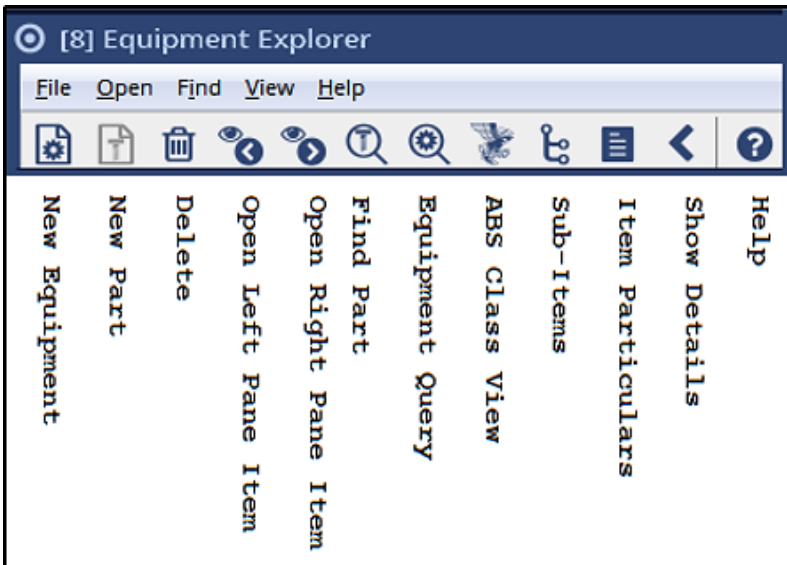 [8] Equipment Explorer
File Open Find View Help
New Equipment
New Part
Delete
Open Left Pane Item
Open Right Pane Item
Find Part
Equipment Query
ABS Class View
Sub-Items
Item Particulars
Show Details
Help